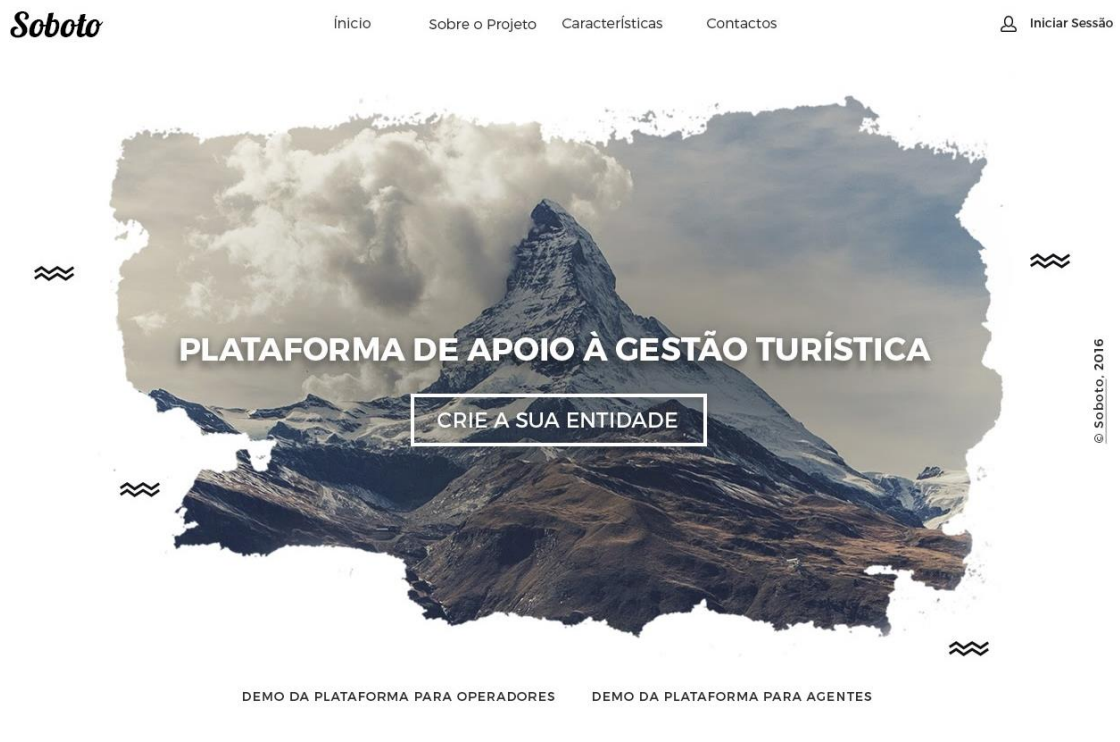 Soboto
Ínicio
Sobre o Projeto
Características
Contactos
Iniciar Sessão
PLATAFORMA DE APOIO À GESTÃO TURÍSTICA
CRIE A SUA ENTIDADE
© Soboto, 2016
DEMO DA PLATAFORMA PARA OPERADORES
DEMO DA PLATAFORMA PARA AGENTES